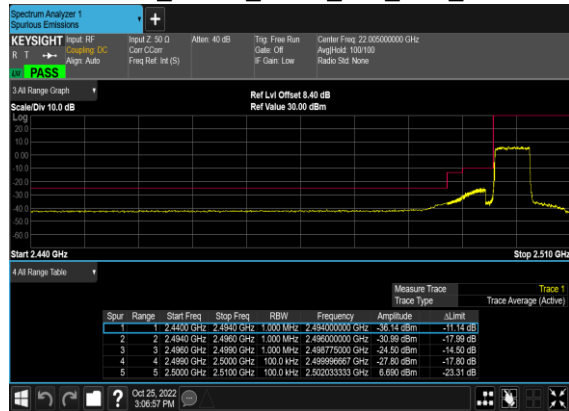 Spectrum Analyzer 1
Spurious Emissions
KEYSIGHT Input: RF Input Z: 50 Ω Atten: 40 dB Trig: Free Run Center Freq: 22.005000000 GHz
R T Coupling: DC Corr CCorr Gate: Off Avg|Hold: 100/100
Align: Auto Freq Ref: Int (S) IF Gain: Low Radio Std: None
PASS
3 All Range Graph
Ref Lvl Offset 8.40 dB
Scale/Div 10.0 dB Ref Value 30.00 dBm
Log
20.0
10.0
0.00
-10.0
-20.0
-30.0
-40.0
-50.0
-60.0
Start 2.440 GHz Stop 2.510 GHz
4 All Range Table
Measure Trace Trace 1
Trace Type Trace Average (Active)
Spur Range Start Freq Stop Freq RBW Frequency Amplitude ΔLimit
1 1 2.4400 GHz 2.4940 GHz 1.000 MHz 2.494000000 GHz -36.14 dBm -11.14 dB
2 2 2.4940 GHz 2.4960 GHz 1.000 MHz 2.496000000 GHz -30.99 dBm -17.99 dB
3 3 2.4960 GHz 2.4990 GHz 1.000 MHz 2.498775000 GHz -24.50 dBm -14.50 dB
4 4 2.4990 GHz 2.5000 GHz 100.0 kHz 2.499996667 GHz -27.80 dBm -17.80 dB
5 5 2.5000 GHz 2.5100 GHz 100.0 kHz 2.502033333 GHz 6.690 dBm -23.31 dB
Oct 25, 2022
3:06:57 PM